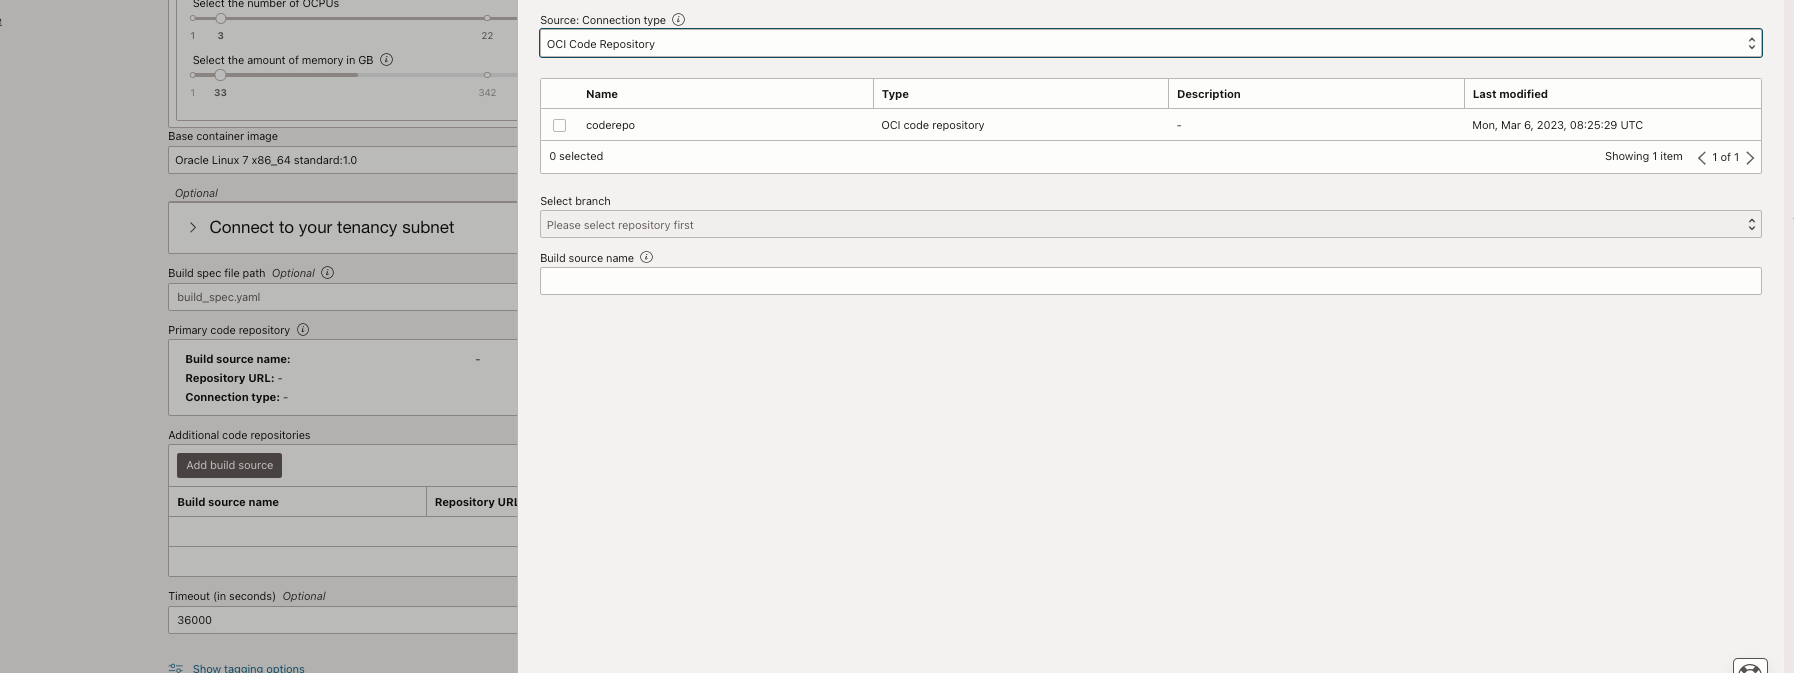 Select the number of OCPUs
1 3 22
Select the amount of memory in GB
1 33 342
Base container image
Oracle Linux 7 x86_64 standard:1.0
Optional
Connect to your tenancy subnet
Build spec file path Optional
build_spec.yaml
Primary code repository
Build source name: -
Repository URL: -
Connection type: -
Additional code repositories
Add build source
Build source name Repository URL
Timeout (in seconds) Optional
36000
Show tagging options
Source: Connection type
OCI Code Repository
Name Type Description Last modified
coderepo OCI code repository - Mon, Mar 6, 2023, 08:25:29 UTC
0 selected Showing 1 item 1 of 1
Select branch
Please select repository first
Build source name